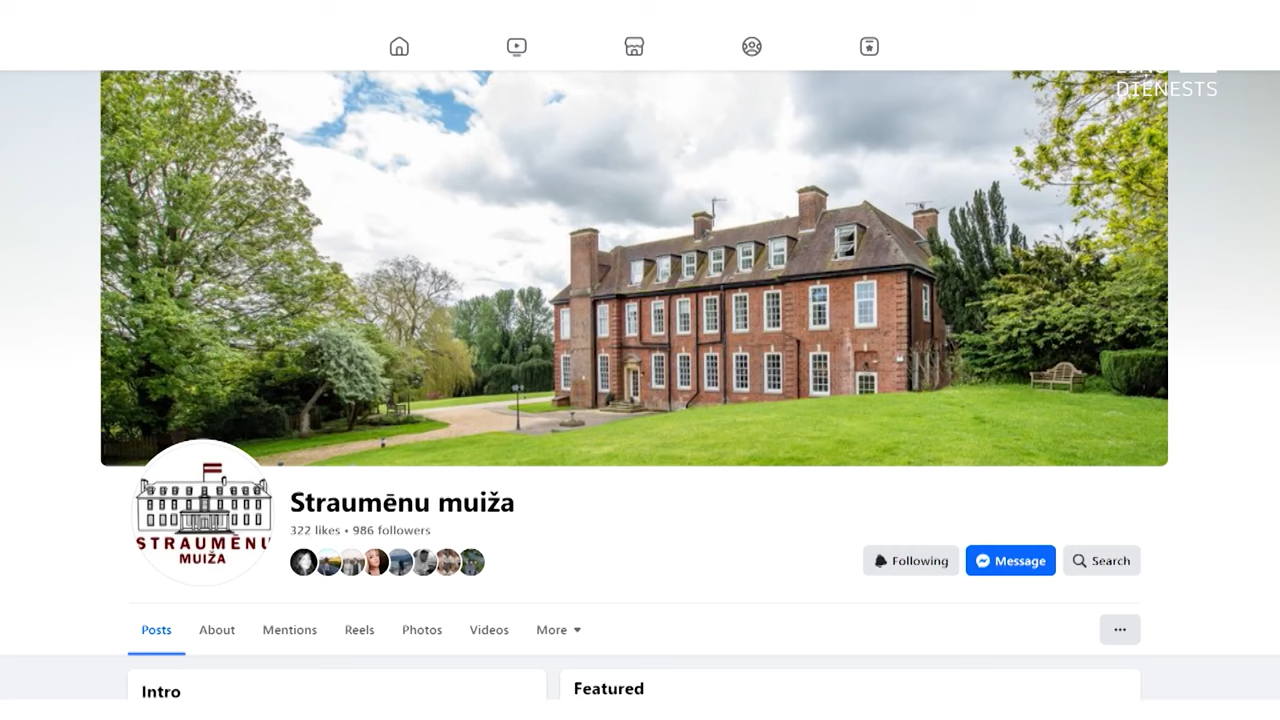 DIENESTS
STRAUMĒNU
MUIŽA
Straumēnu muiža
322 likes • 986 followers
Following
Message
Search
Posts
About
Mentions
Reels
Photos
Videos
More
Intro
Featured